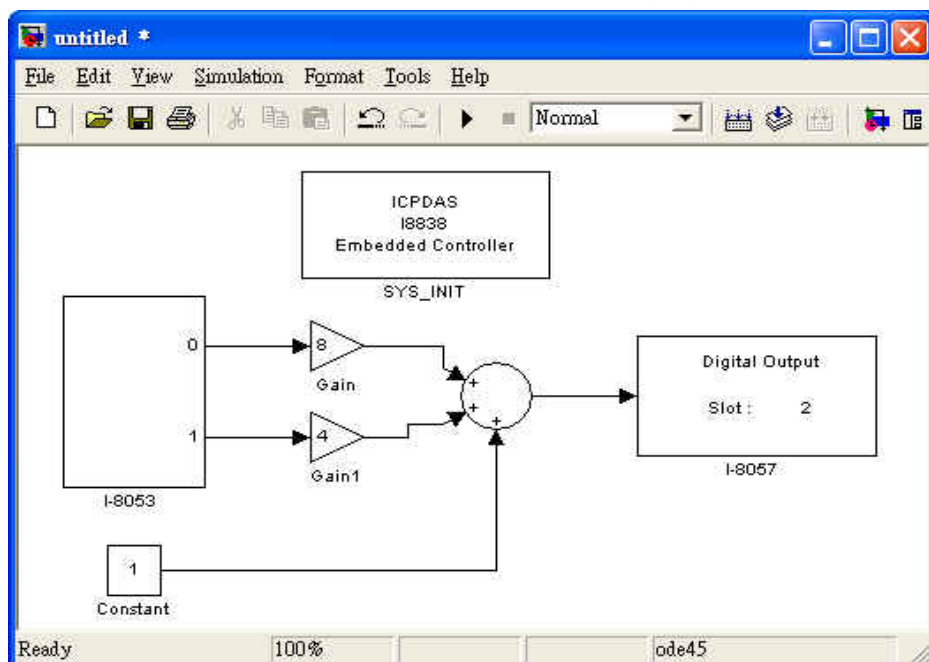 untitled *
File Edit View Simulation Format Tools Help
Normal
ICPDAS
I8838
Embedded Controller
SYS_INIT
0
8
Gain
1
4
Gain1
I-8053
+
+
+
Digital Output
Slot : 2
I-8057
1
Constant
Ready 100% ode45